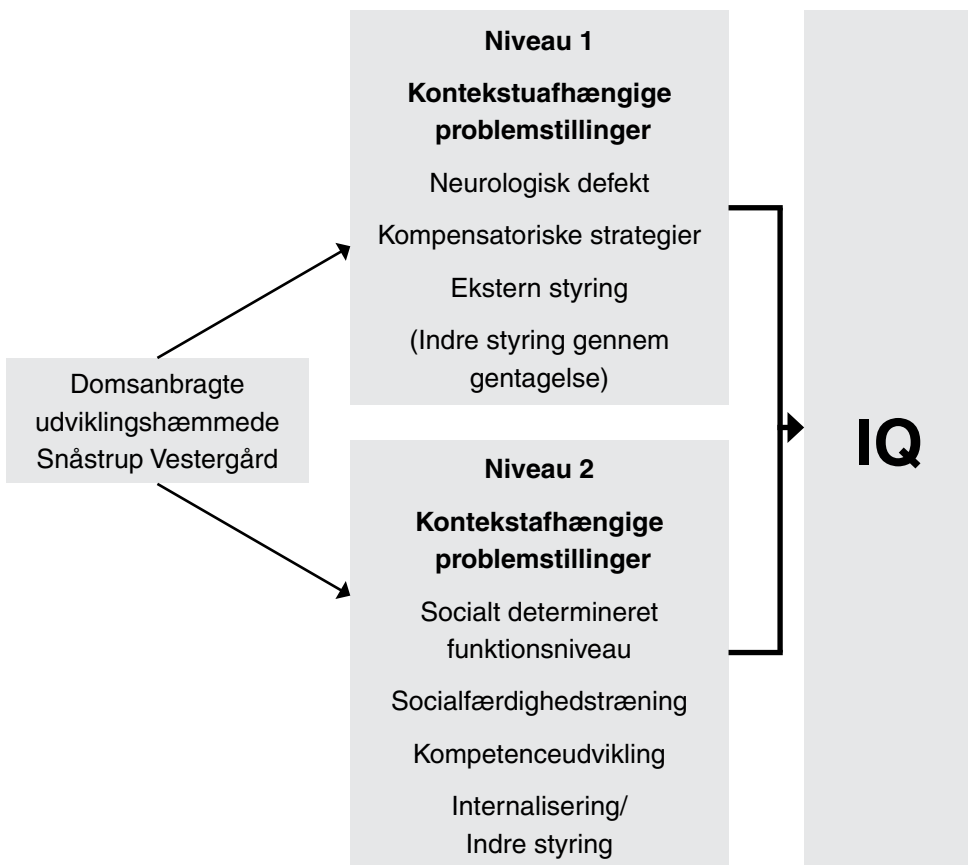 Domsanbragte
udviklingshæmmede
Snåstrup Vestergård
Niveau 1
Kontekstuafhængige
problemstillinger
Neurologisk defekt
Kompensatoriske strategier
Ekstern styring
(Indre styring gennem
gentagelse)
Niveau 2
Kontekstafhængige
problemstillinger
Socialt determineret
funktionsniveau
Socialfærdighedstræning
Kompetenceudvikling
Internalisering/
Indre styring
IQ